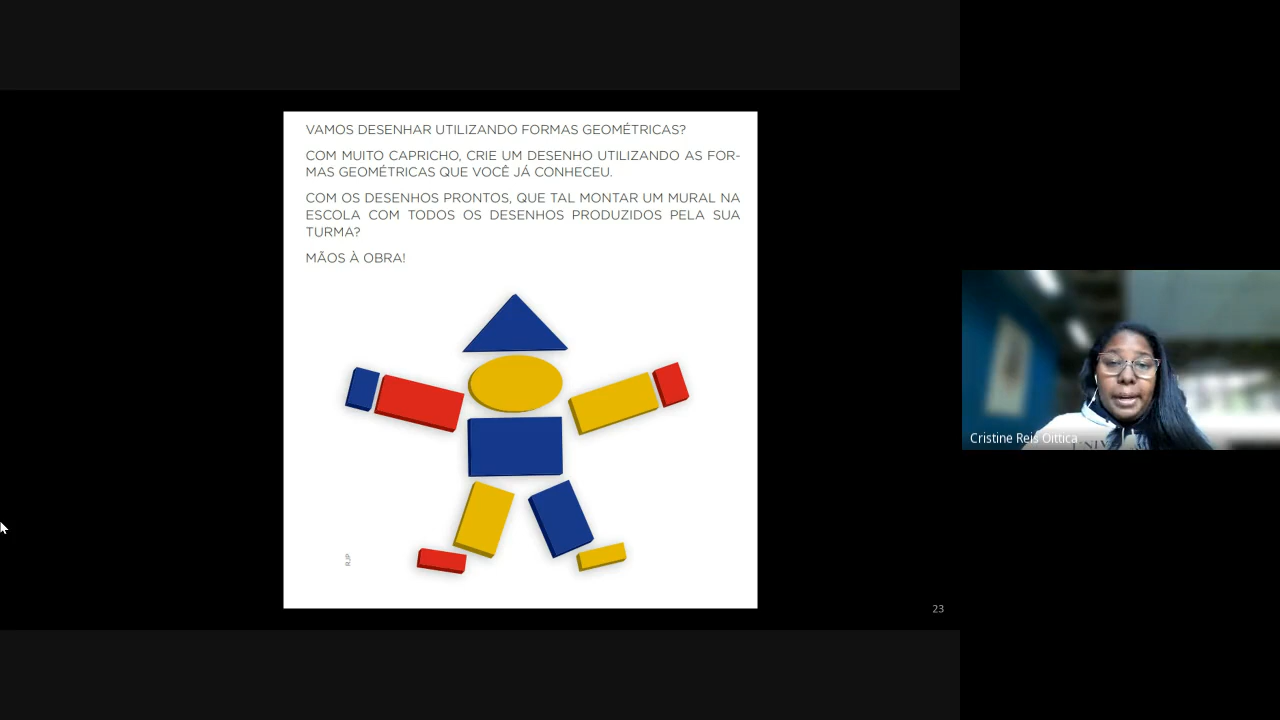 VAMOS DESENHAR UTILIZANDO FORMAS GEOMÉTRICAS?
COM MUITO CAPRICHO, CRIE UM DESENHO UTILIZANDO AS FOR-
MAS GEOMÉTRICAS QUE VOCÊ JÁ CONHECEU.
COM OS DESENHOS PRONTOS, QUE TAL MONTAR UM MURAL NA
ESCOLA COM TODOS OS DESENHOS PRODUZIDOS PELA SUA
TURMA?
MÃOS À OBRA!
23
Cristine Reis Oittica